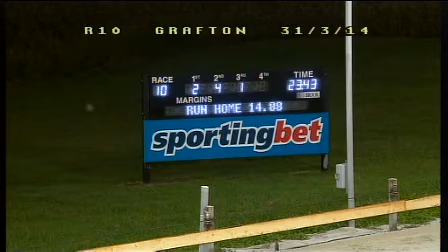 R10 GRAFTON 31/3/14
RACE 1ST 2ND 3RD 4TH TIME
10 2 4 1 23:43
MARGINS
RUN HOME 14.88
sportingbet